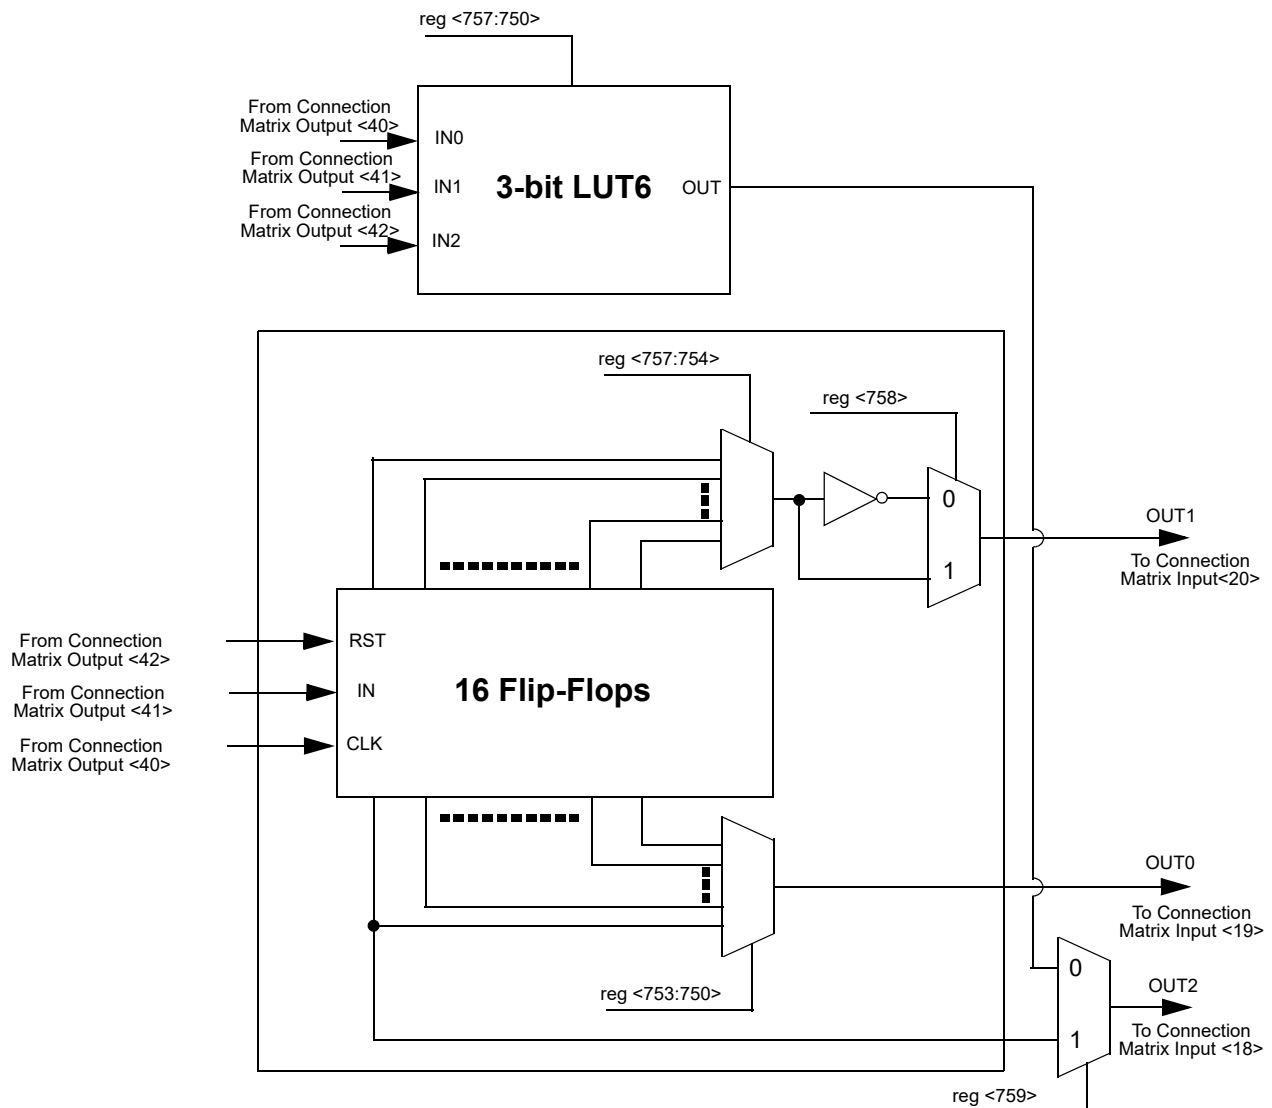 reg <757:750>
From Connection
Matrix Output <40>
IN0
From Connection
Matrix Output <41>
IN1
3-bit LUT6
OUT
From Connection
Matrix Output <42>
IN2
reg <757:754>
reg <758>
0
OUT1
To Connection
Matrix Input<20>
1
From Connection
Matrix Output <42>
RST
From Connection
Matrix Output <41>
IN
16 Flip-Flops
From Connection
Matrix Output <40>
CLK
OUT0
To Connection
Matrix Input <19>
reg <753:750>
0
OUT2
1
To Connection
Matrix Input <18>
reg <759>